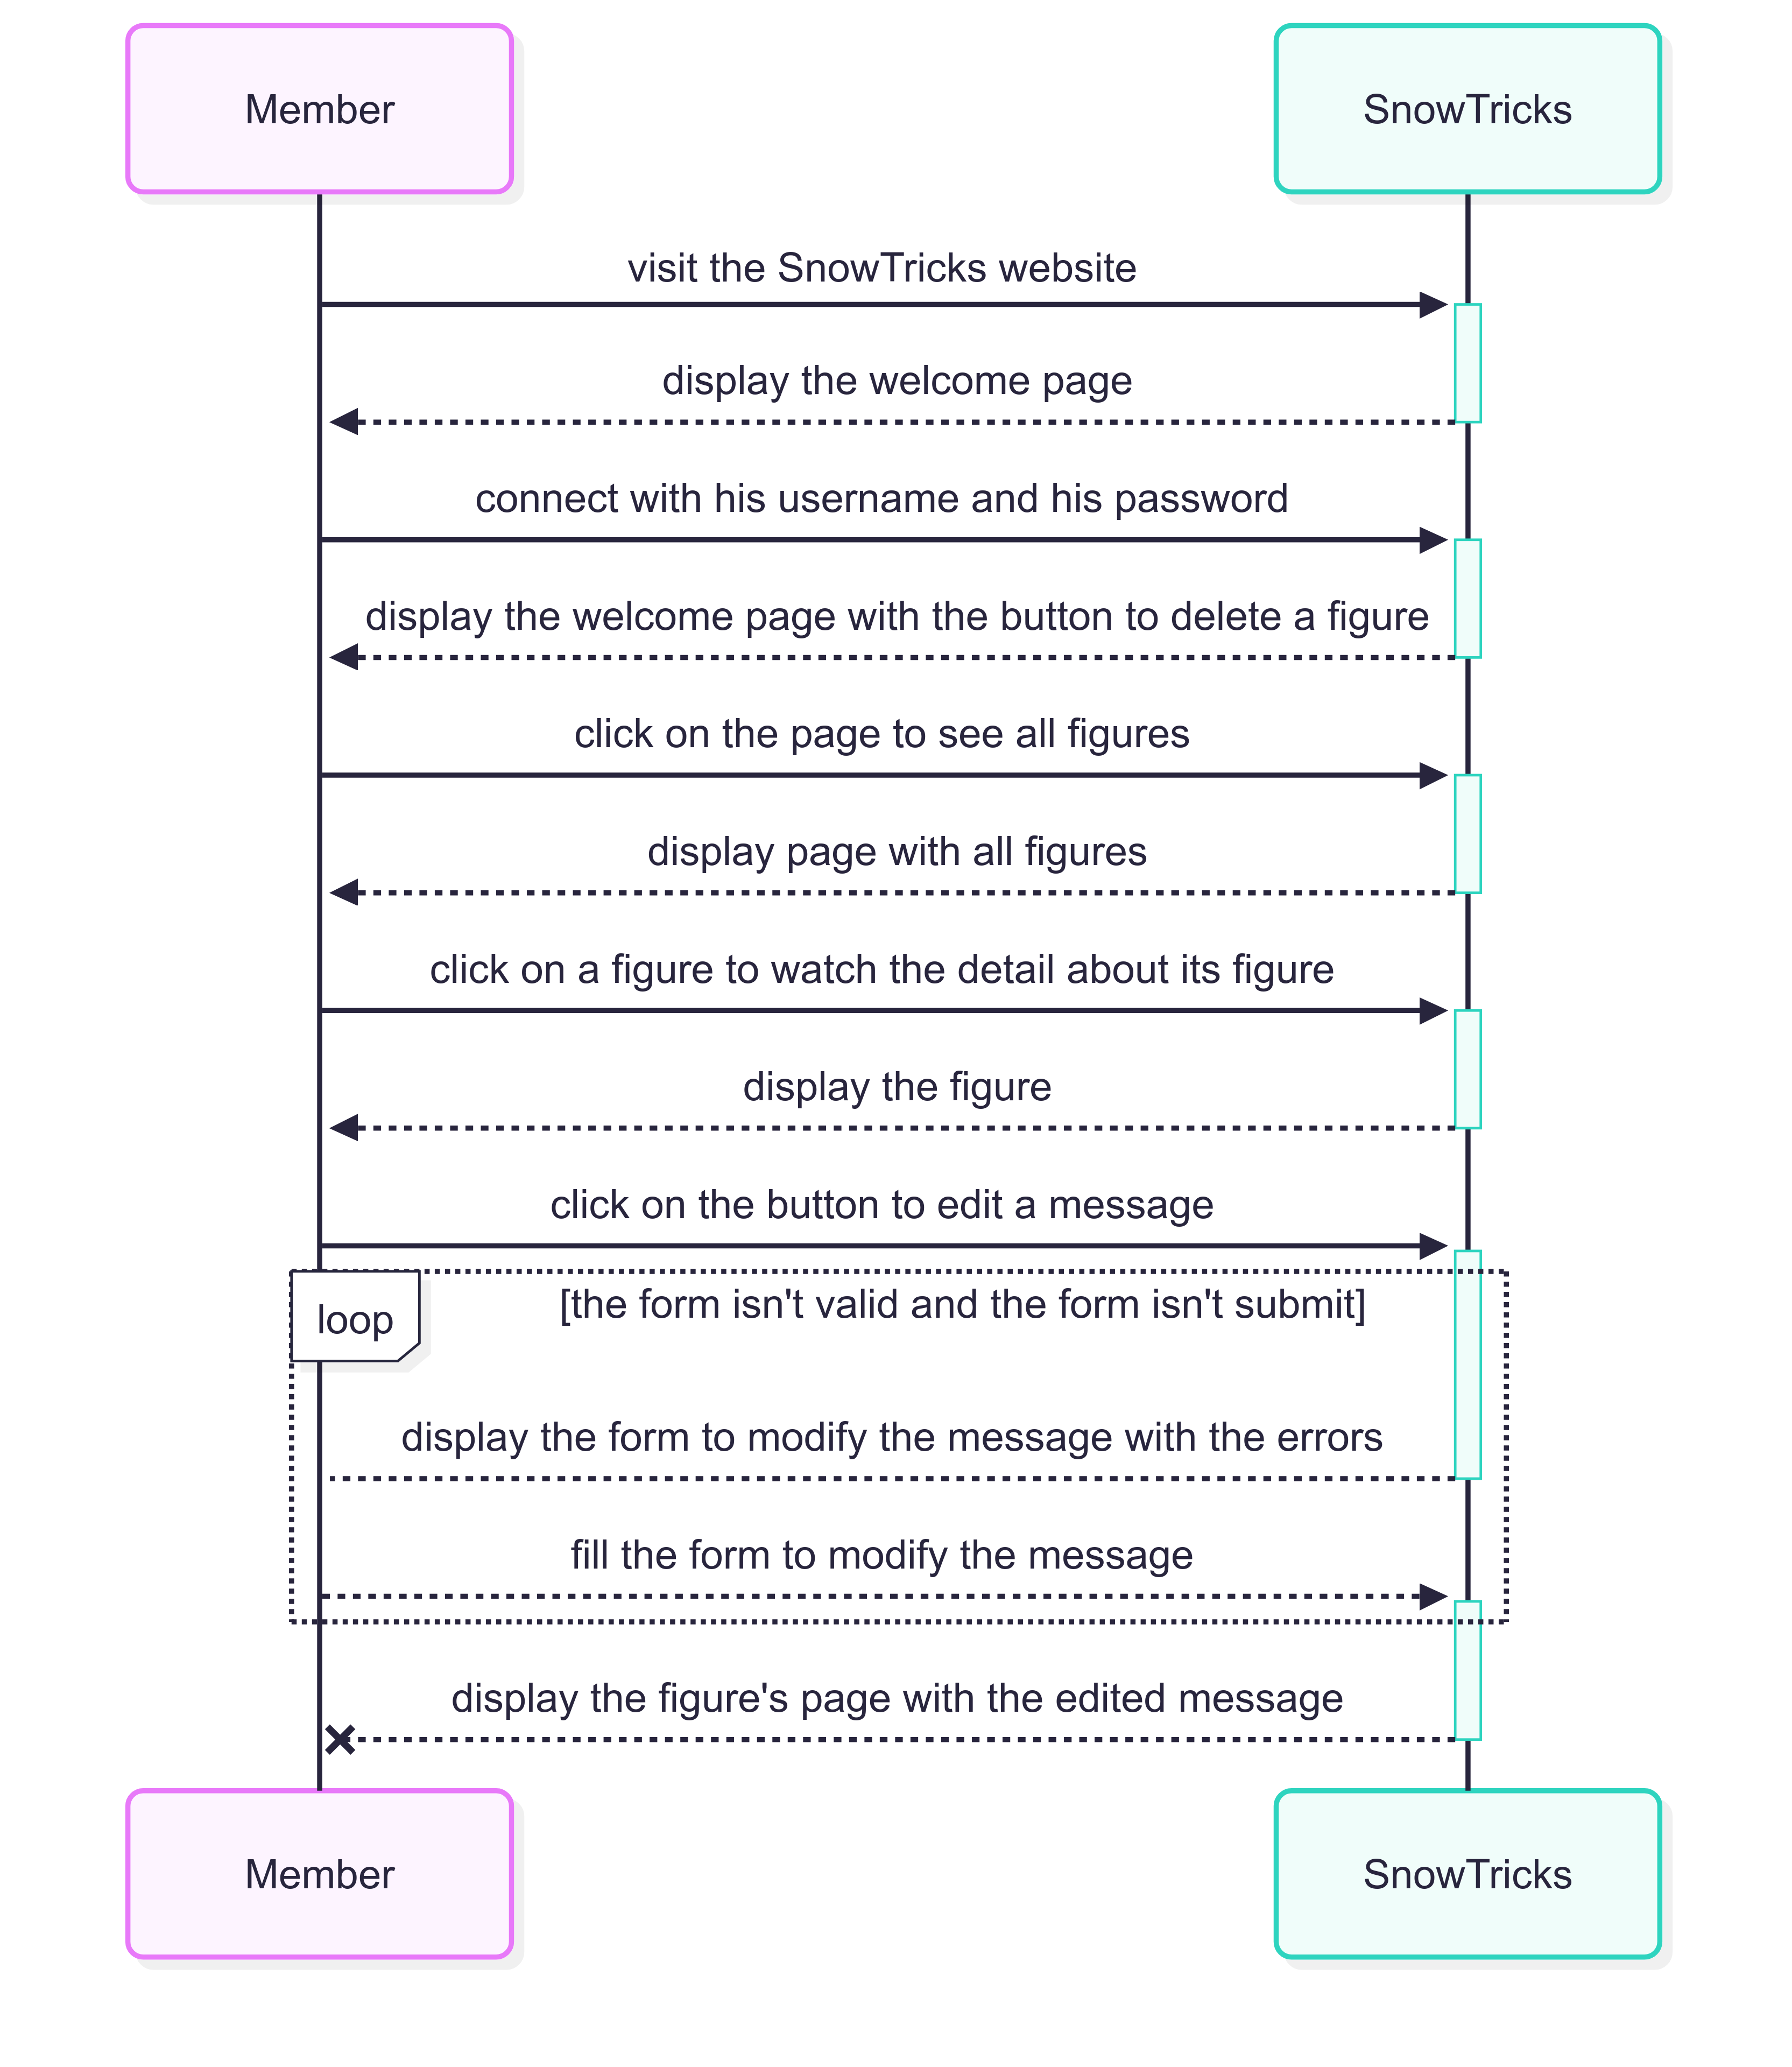 Member
SnowTricks
visit the SnowTricks website
display the welcome page
connect with his username and his password
display the welcome page with the button to delete a figure
click on the page to see all figures
display page with all figures
click on a figure to watch the detail about its figure
display the figure
click on the button to edit a message
loop
[the form isn't valid and the form isn't submit]
display the form to modify the message with the errors
fill the form to modify the message
display the figure's page with the edited message
Member
SnowTricks